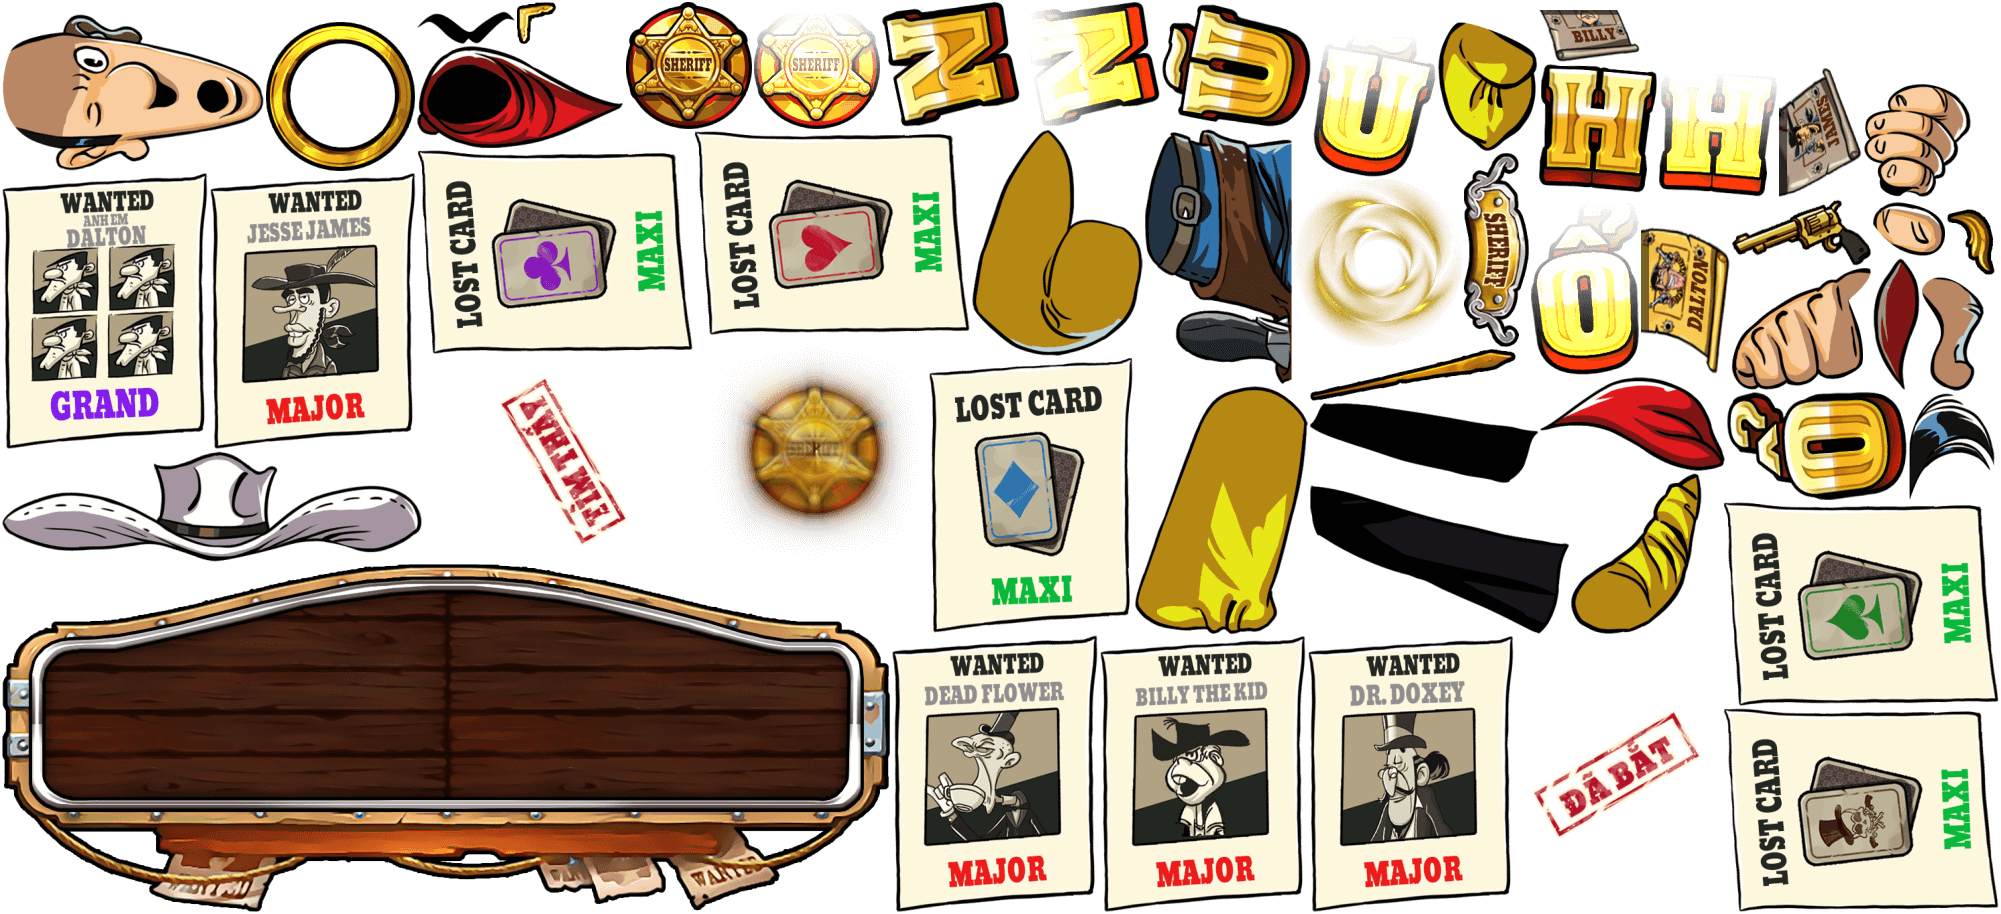 SHERIFF
SHERIFF
N
N
Ù
Ù
BILLY
H
H
JAMES
WANTED
ANH EM
DALTON
GRAND
WANTED
JESSE JAMES
MAJOR
LOST CARD
MAXI
LOST CARD
MAXI
SHERIFF
Ổ
DALTON
TÌM THẤY
SHERIFF
LOST CARD
MAXI
Ổ
LOST CARD
MAXI
WANTED
DEAD FLOWER
MAJOR
WANTED
BILLY THE KID
MAJOR
WANTED
DR. DOXEY
MAJOR
ĐÃ BẮT
LOST CARD
MAXI
WANTED